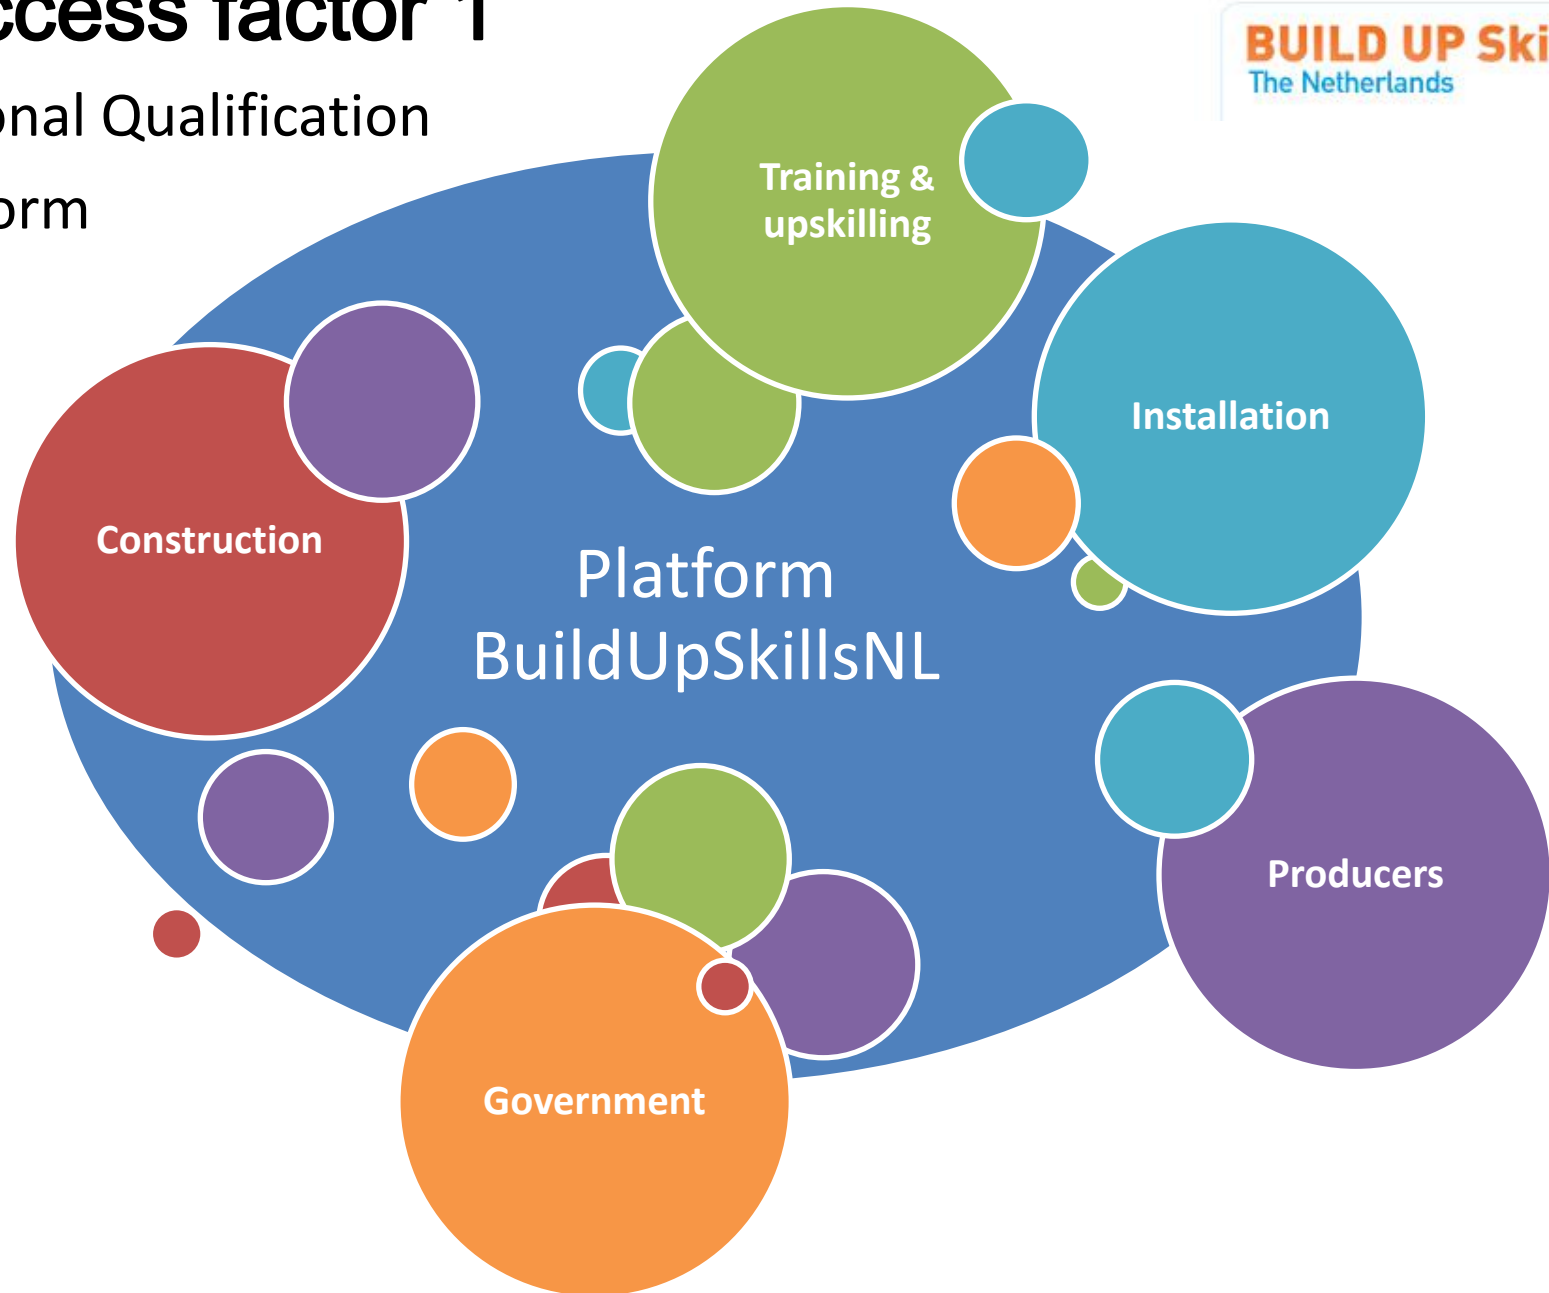 ccess factor 1
onal Qualification
orm
BUILD UP Ski
The Netherlands
Training &
upskilling
Installation
Construction
Platform
BuildUpSkillsNL
Producers
Government